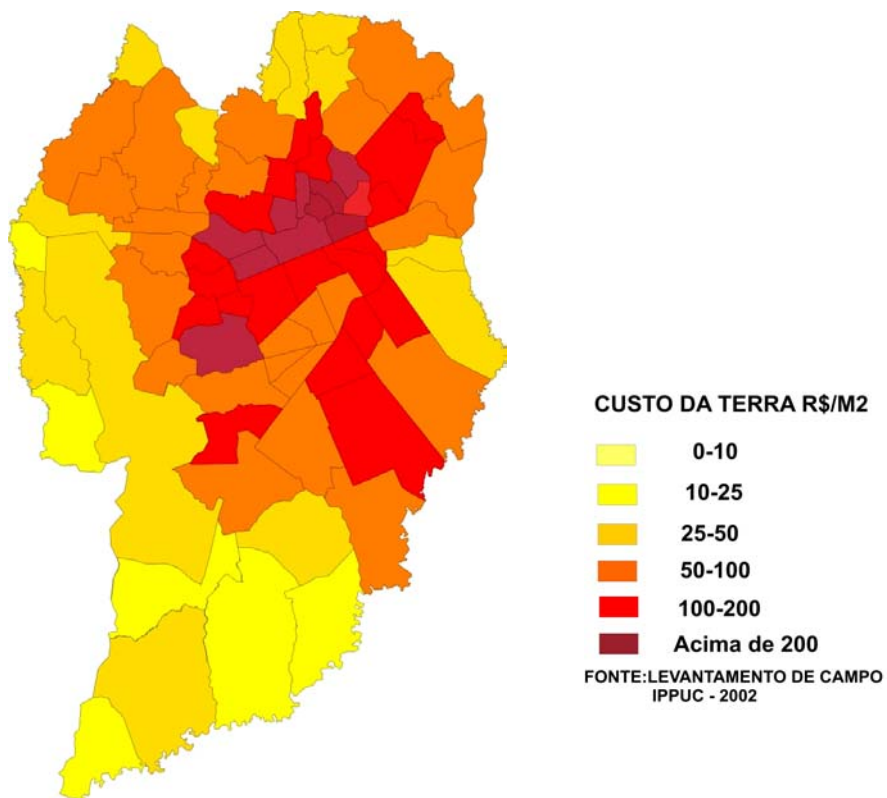 CUSTO DA TERRA R$/M2
0-10
10-25
25-50
50-100
100-200
Acima de 200
FONTE:LEVANTAMENTO DE CAMPO
IPPUC - 2002